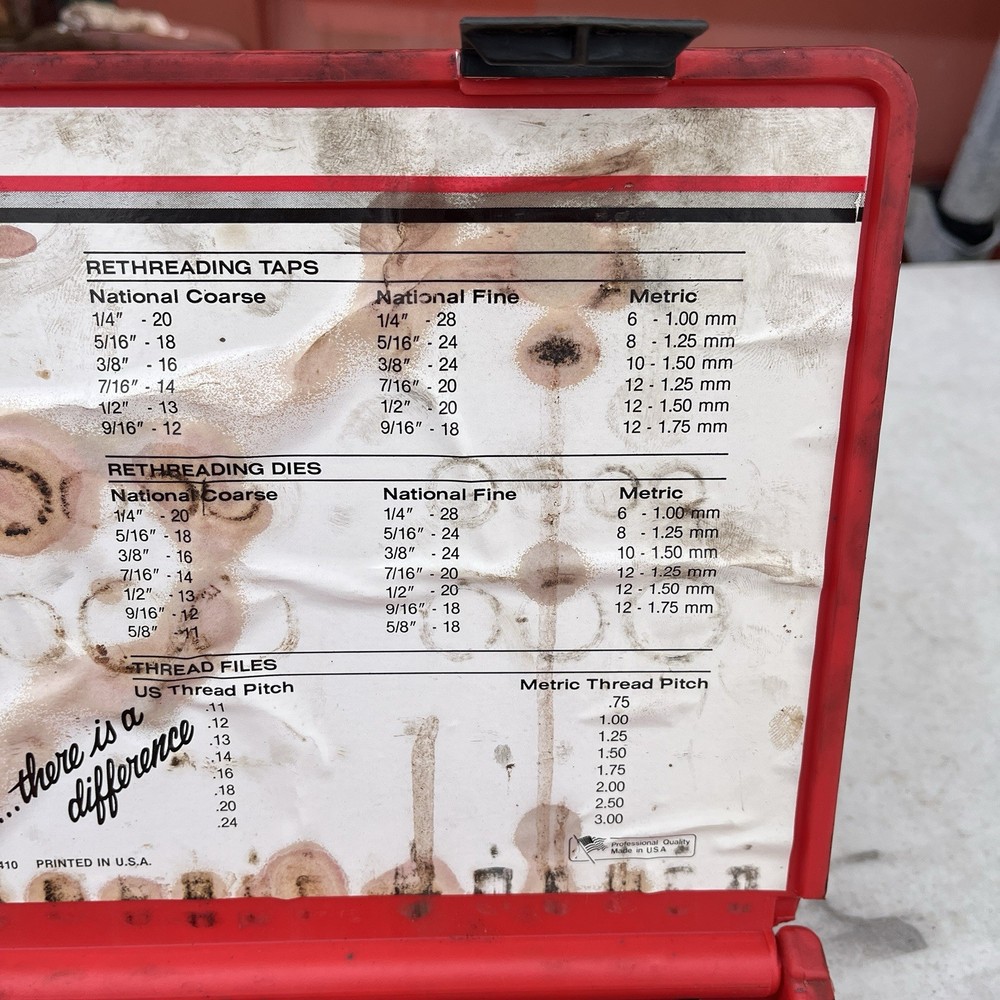 RETHREADING TAPS
National Coarse National Fine Metric
1/4" - 20 1/4" - 28 6 - 1.00 mm
5/16" - 18 5/16" - 24 8 - 1.25 mm
3/8" - 16 3/8" - 24 10 - 1.50 mm
7/16" - 14 7/16" - 20 12 - 1.25 mm
1/2" - 13 1/2" - 20 12 - 1.50 mm
9/16" - 12 9/16" - 18 12 - 1.75 mm
RETHREADING DIES
National Coarse National Fine Metric
1/4" - 20 1/4" - 28 6 - 1.00 mm
5/16" - 18 5/16" - 24 8 - 1.25 mm
3/8" - 16 3/8" - 24 10 - 1.50 mm
7/16" - 14 7/16" - 20 12 - 1.25 mm
1/2" - 13 1/2" - 20 12 - 1.50 mm
9/16" - 12 9/16" - 18 12 - 1.75 mm
5/8" - 11 5/8" - 18
THREAD FILES
US Thread Pitch Metric Thread Pitch
.11 .75
.12 1.00
.13 1.25
.14 1.50
.16 1.75
.18 2.00
.20 2.50
.24 3.00
...there is a
difference
410 PRINTED IN U.S.A.
Professional Quality
Made in USA